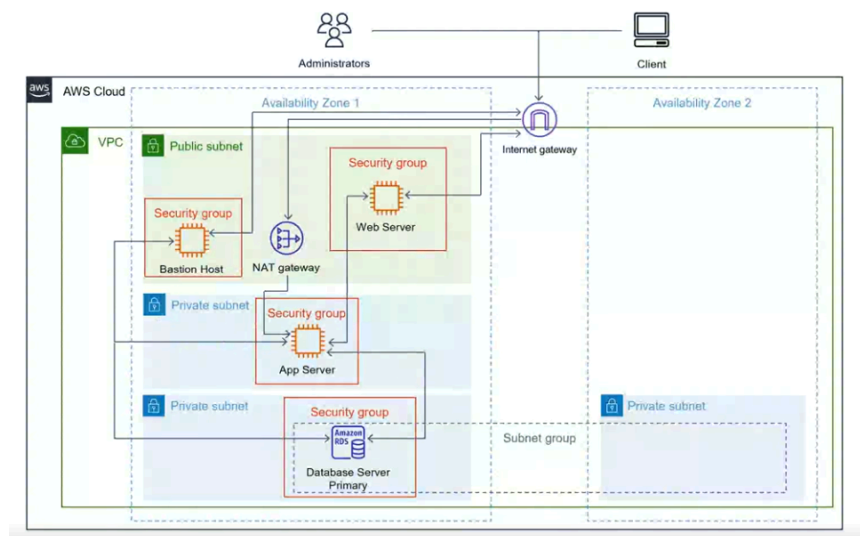 Administrators
Client
aws
AWS Cloud
Availability Zone 1
Availability Zone 2
VPC
Public subnet
Internet gateway
Security group
Web Server
Security group
Bastion Host
NAT gateway
Private subnet
Security group
App Server
Private subnet
Security group
Private subnet
Amazon
RDS
Subnet group
Database Server
Primary